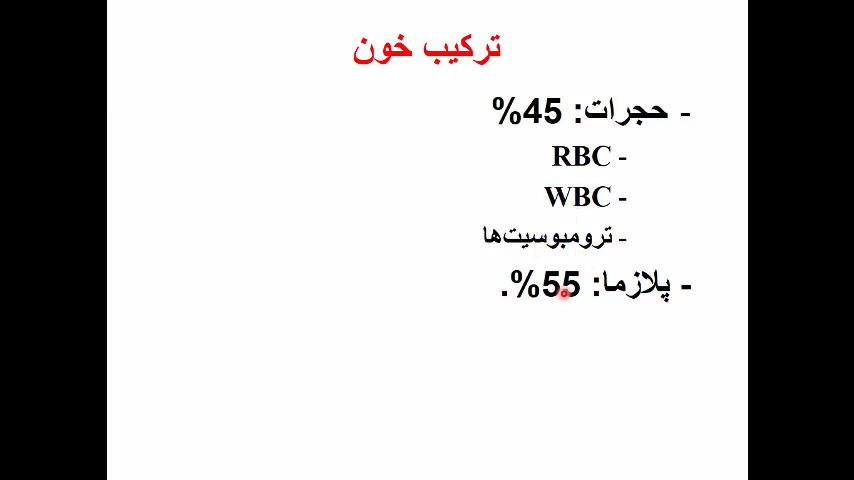 ترکیب خون
- حجرات: 45%
- RBC
- WBC
- ترومبوسیت‌ها
- پلازما: 55%.